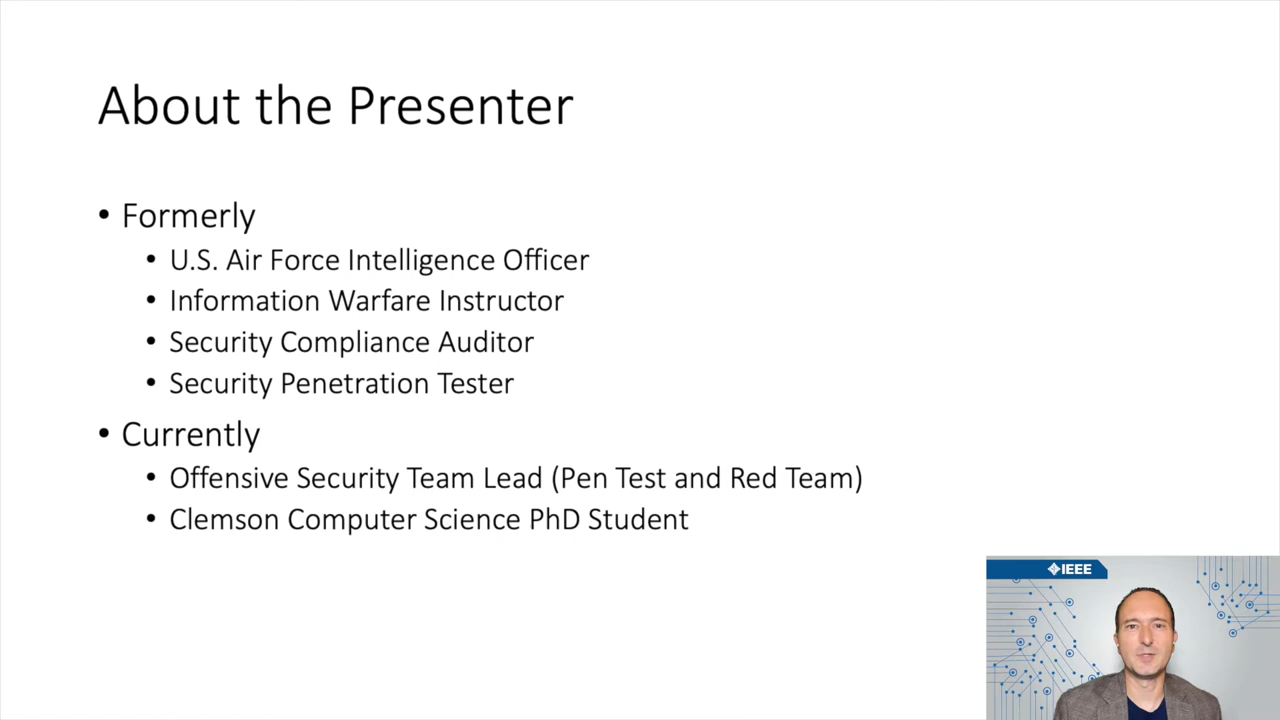 About the Presenter
• Formerly
• U.S. Air Force Intelligence Officer
• Information Warfare Instructor
• Security Compliance Auditor
• Security Penetration Tester
• Currently
• Offensive Security Team Lead (Pen Test and Red Team)
• Clemson Computer Science PhD Student
IEEE